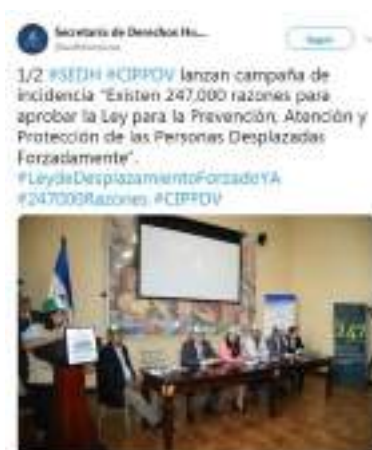 Secretaría de Derechos Hu...
Seguir
1/2 #SEDH #CIPPDV lanzan campaña de
incidencia "Existen 247,000 razones para
aprobar la Ley para la Prevención, Atención y
Protección de las Personas Desplazadas
Forzadamente".
#LeydeDesplazamientoForzadoYA
#247000Razones #CIPPDV
247